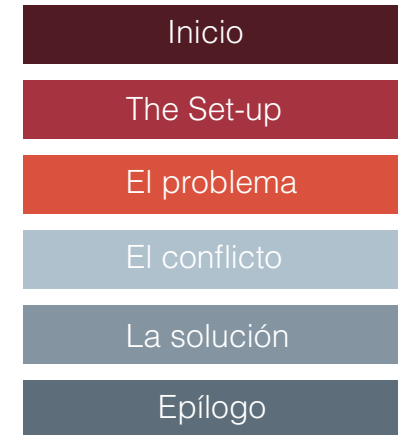 Inicio
The Set-up
El problema
El conflicto
La solución
Epílogo